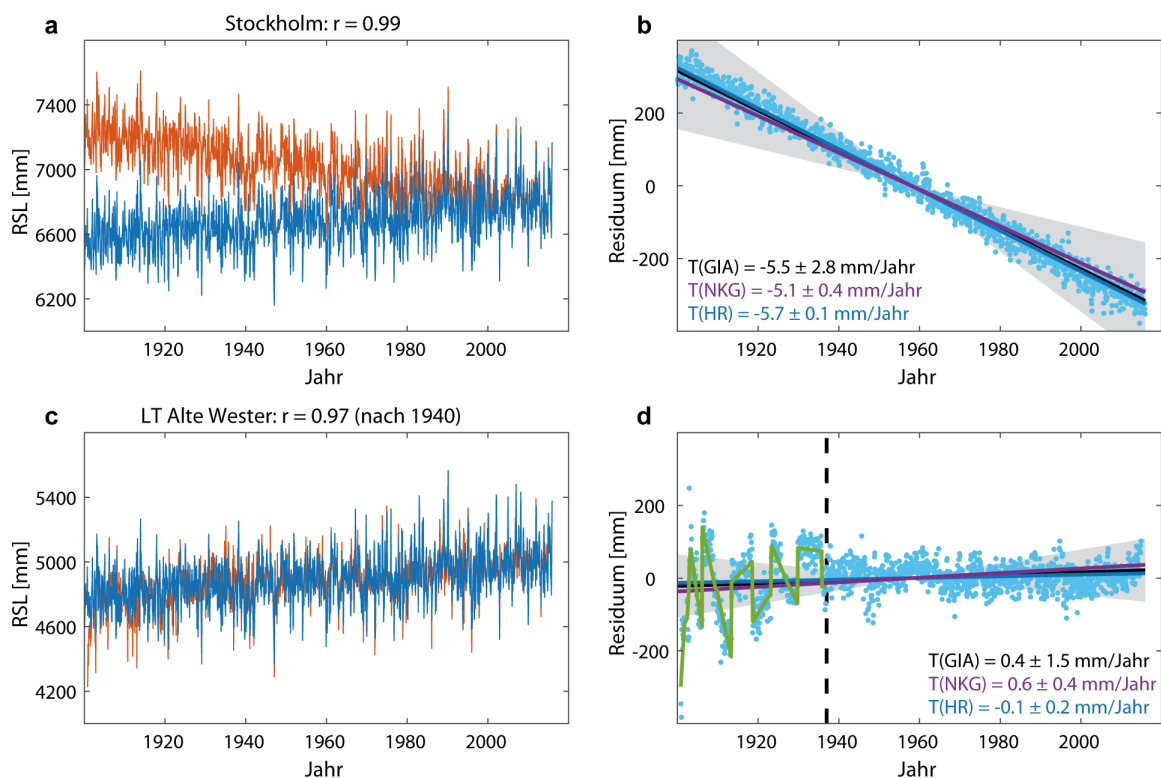 a
Stockholm: r = 0.99
RSL [mm]
7400
7000
6600
6200
1920
1940
1960
1980
2000
Jahr
b
Residuum [mm]
200
0
-200
T(GIA) = -5.5 ± 2.8 mm/Jahr
T(NKG) = -5.1 ± 0.4 mm/Jahr
T(HR) = -5.7 ± 0.1 mm/Jahr
1920
1940
1960
1980
2000
Jahr
c
LT Alte Wester: r = 0.97 (nach 1940)
RSL [mm]
5400
5000
4600
4200
1920
1940
1960
1980
2000
Jahr
d
Residuum [mm]
200
0
-200
T(GIA) = 0.4 ± 1.5 mm/Jahr
T(NKG) = 0.6 ± 0.4 mm/Jahr
T(HR) = -0.1 ± 0.2 mm/Jahr
1920
1940
1960
1980
2000
Jahr